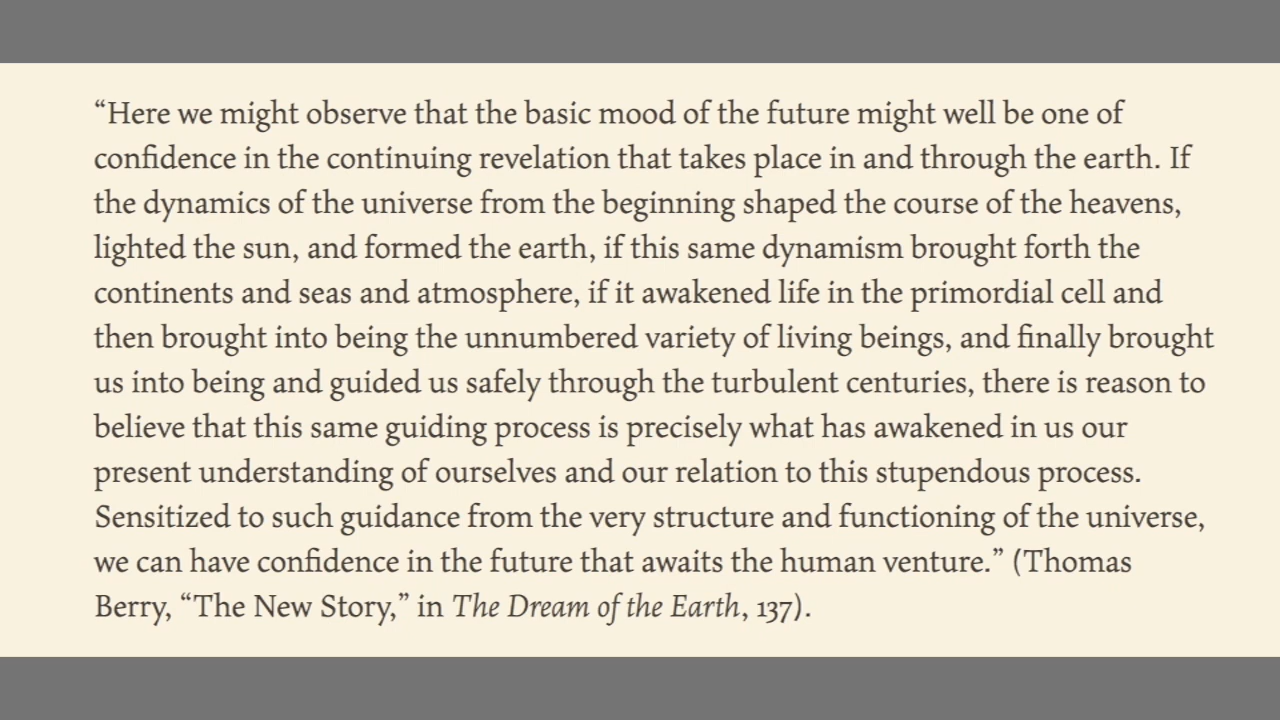 “Here we might observe that the basic mood of the future might well be one of
confidence in the continuing revelation that takes place in and through the earth. If
the dynamics of the universe from the beginning shaped the course of the heavens,
lighted the sun, and formed the earth, if this same dynamism brought forth the
continents and seas and atmosphere, if it awakened life in the primordial cell and
then brought into being the unnumbered variety of living beings, and finally brought
us into being and guided us safely through the turbulent centuries, there is reason to
believe that this same guiding process is precisely what has awakened in us our
present understanding of ourselves and our relation to this stupendous process.
Sensitized to such guidance from the very structure and functioning of the universe,
we can have confidence in the future that awaits the human venture.” (Thomas
Berry, “The New Story,” in The Dream of the Earth, 137).